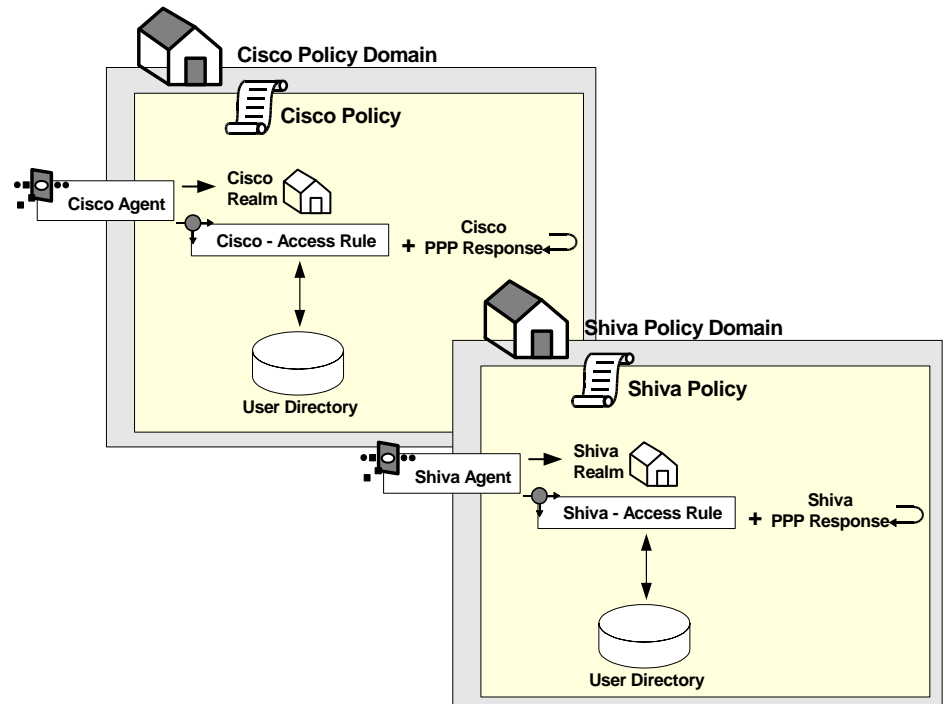 Cisco Policy Domain
Cisco Policy
Cisco Agent
Cisco
Realm
Cisco - Access Rule
+
Cisco
PPP Response
User Directory
Shiva Policy Domain
Shiva Policy
Shiva Agent
Shiva
Realm
Shiva - Access Rule
+
Shiva
PPP Response
User Directory